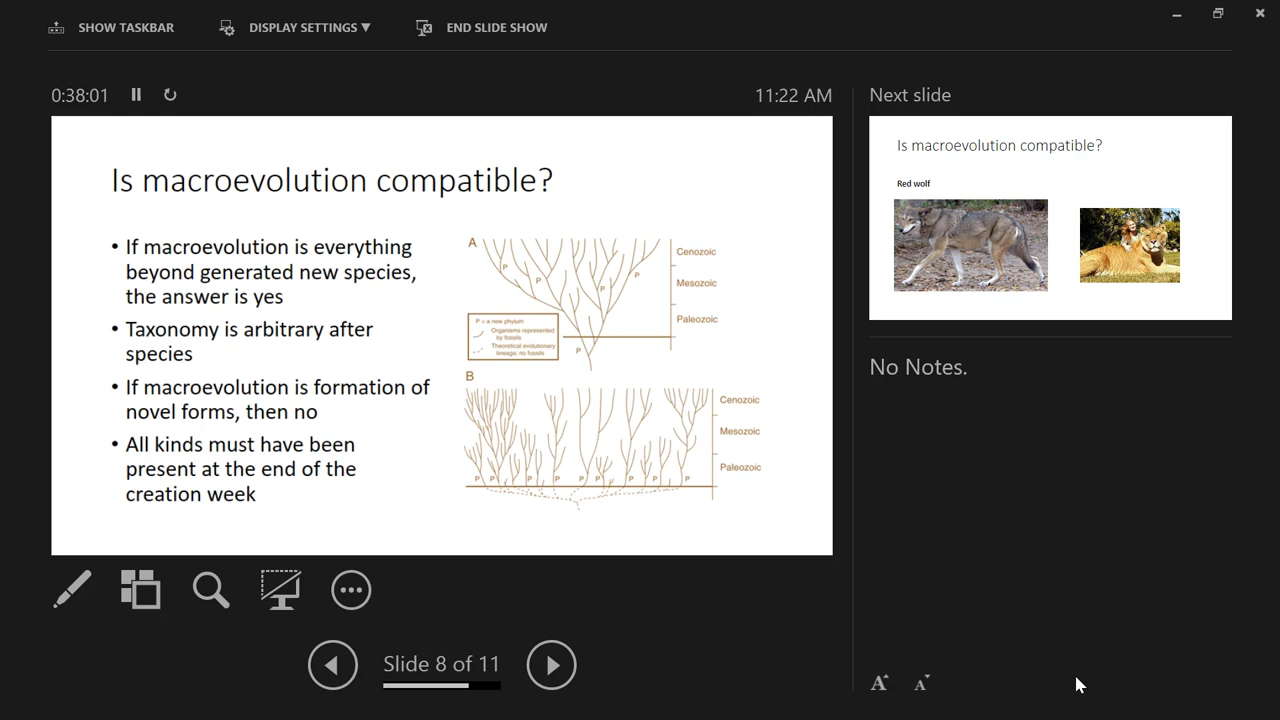 SHOW TASKBAR
DISPLAY SETTINGS ▼
END SLIDE SHOW
0:38:01
11:22 AM
Is macroevolution compatible?
• If macroevolution is everything
beyond generated new species,
the answer is yes
• Taxonomy is arbitrary after
species
• If macroevolution is formation of
novel forms, then no
• All kinds must have been
present at the end of the
creation week
A
P
P
P
P
P
Cenozoic
Mesozoic
Paleozoic
P = a new phylum
Organisms represented
by fossils
Theoretical evolutionary
lineage, no fossils
B
Cenozoic
Mesozoic
Paleozoic
P P P P P P P P P
Slide 8 of 11
Next slide
Is macroevolution compatible?
Red wolf
No Notes.
A A